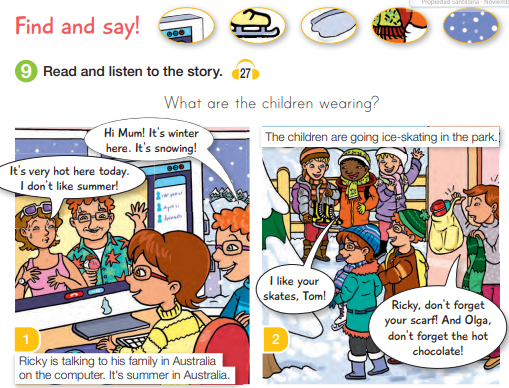 Propiedad Santillana - Noviemb
Find and say!
9 Read and listen to the story. 27
What are the children wearing?
Hi Mum! It's winter
here. It's snowing!
It's very hot here today.
I don't like summer!
1
Ricky is talking to his family in Australia
on the computer. It's summer in Australia.
The children are going ice-skating in the park.
I like your
skates, Tom!
Ricky, don't forget
your scarf! And Olga,
don't forget the hot
chocolate!
2